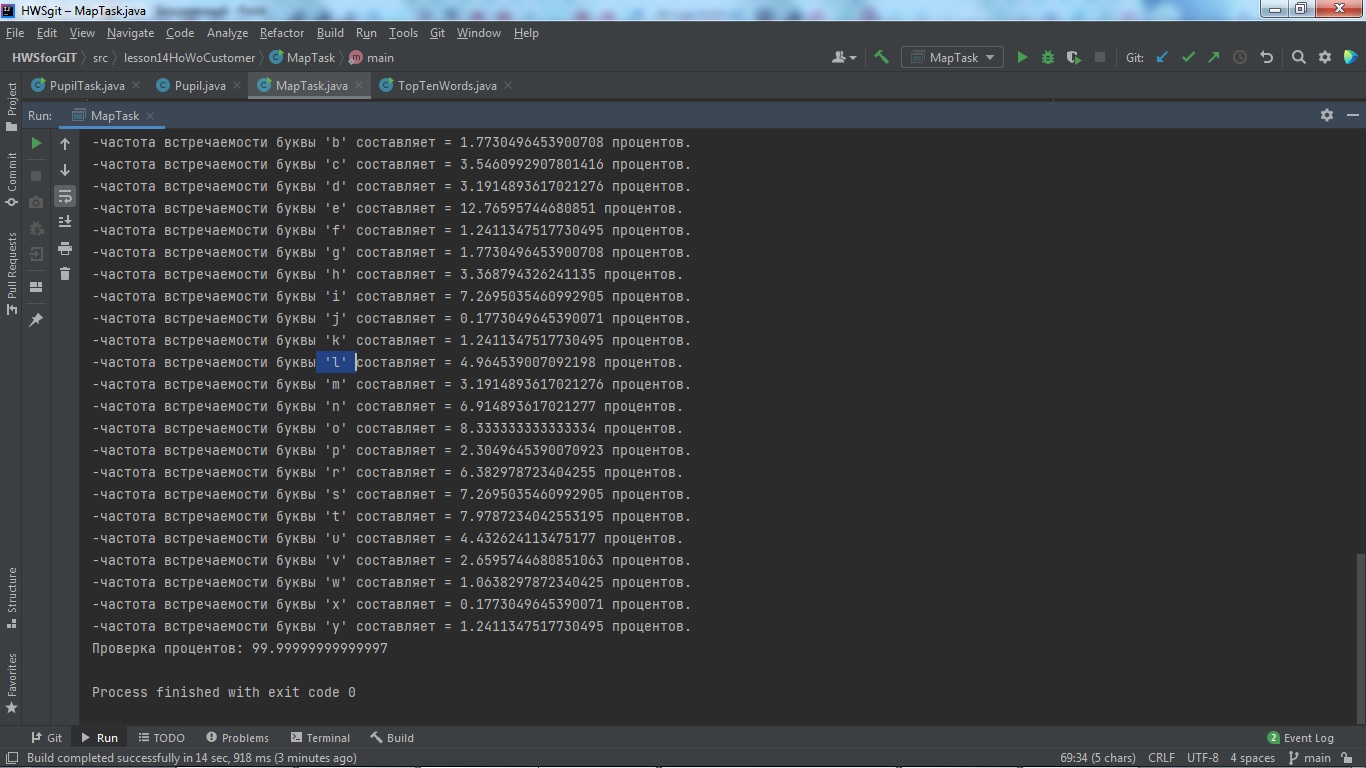 HWSgit – MapTask.java
File Edit View Navigate Code Analyze Refactor Build Run Tools Git Window Help
HWSforGIT src lesson14HoWoCustomer MapTask main MapTask Git:
PupilTask.java Pupil.java MapTask.java TopTenWords.java
Run: MapTask
Project
Commit
Pull Requests
Structure
Favorites
-частота встречаемости буквы 'b' составляет = 1.7730496453900708 процентов.
-частота встречаемости буквы 'c' составляет = 3.5460992907801416 процентов.
-частота встречаемости буквы 'd' составляет = 3.1914893617021276 процентов.
-частота встречаемости буквы 'e' составляет = 12.76595744680851 процентов.
-частота встречаемости буквы 'f' составляет = 1.2411347517730495 процентов.
-частота встречаемости буквы 'g' составляет = 1.7730496453900708 процентов.
-частота встречаемости буквы 'h' составляет = 3.368794326241135 процентов.
-частота встречаемости буквы 'i' составляет = 7.2695035460992905 процентов.
-частота встречаемости буквы 'j' составляет = 0.1773049645390071 процентов.
-частота встречаемости буквы 'k' составляет = 1.2411347517730495 процентов.
-частота встречаемости буквы 'l' составляет = 4.964539007092198 процентов.
-частота встречаемости буквы 'm' составляет = 3.1914893617021276 процентов.
-частота встречаемости буквы 'n' составляет = 6.914893617021277 процентов.
-частота встречаемости буквы 'o' составляет = 8.333333333333334 процентов.
-частота встречаемости буквы 'p' составляет = 2.3049645390070923 процентов.
-частота встречаемости буквы 'r' составляет = 6.382978723404255 процентов.
-частота встречаемости буквы 's' составляет = 7.2695035460992905 процентов.
-частота встречаемости буквы 't' составляет = 7.9787234042553195 процентов.
-частота встречаемости буквы 'u' составляет = 4.432624113475177 процентов.
-частота встречаемости буквы 'v' составляет = 2.6595744680851063 процентов.
-частота встречаемости буквы 'w' составляет = 1.0638297872340425 процентов.
-частота встречаемости буквы 'x' составляет = 0.1773049645390071 процентов.
-частота встречаемости буквы 'y' составляет = 1.2411347517730495 процентов.
Проверка процентов: 99.99999999999997
Process finished with exit code 0
Git Run TODO Problems Terminal Build 2 Event Log
Build completed successfully in 14 sec, 918 ms (3 minutes ago) 69:34 (5 chars) CRLF UTF-8 4 spaces main